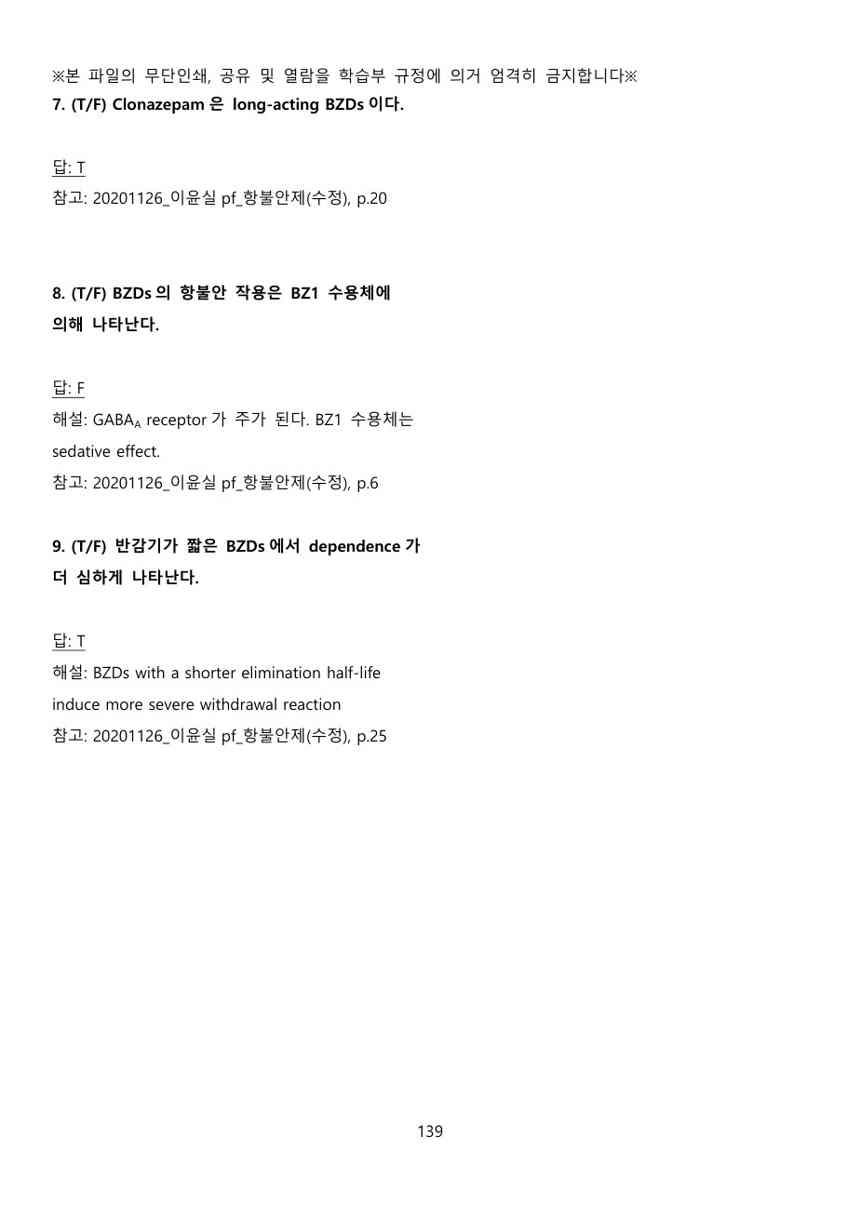 ※본 파일의 무단인쇄, 공유 및 열람을 학습부 규정에 의거 엄격히 금지합니다※
7. (T/F) Clonazepam 은 long-acting BZDs 이다.
답: T
참고: 20201126_이윤실 pf_항불안제(수정), p.20
8. (T/F) BZDs 의 항불안 작용은 BZ1 수용체에
의해 나타난다.
답: F
해설: GABAA receptor 가 주가 된다. BZ1 수용체는
sedative effect.
참고: 20201126_이윤실 pf_항불안제(수정), p.6
9. (T/F) 반감기가 짧은 BZDs 에서 dependence 가
더 심하게 나타난다.
답: T
해설: BZDs with a shorter elimination half-life
induce more severe withdrawal reaction
참고: 20201126_이윤실 pf_항불안제(수정), p.25
139